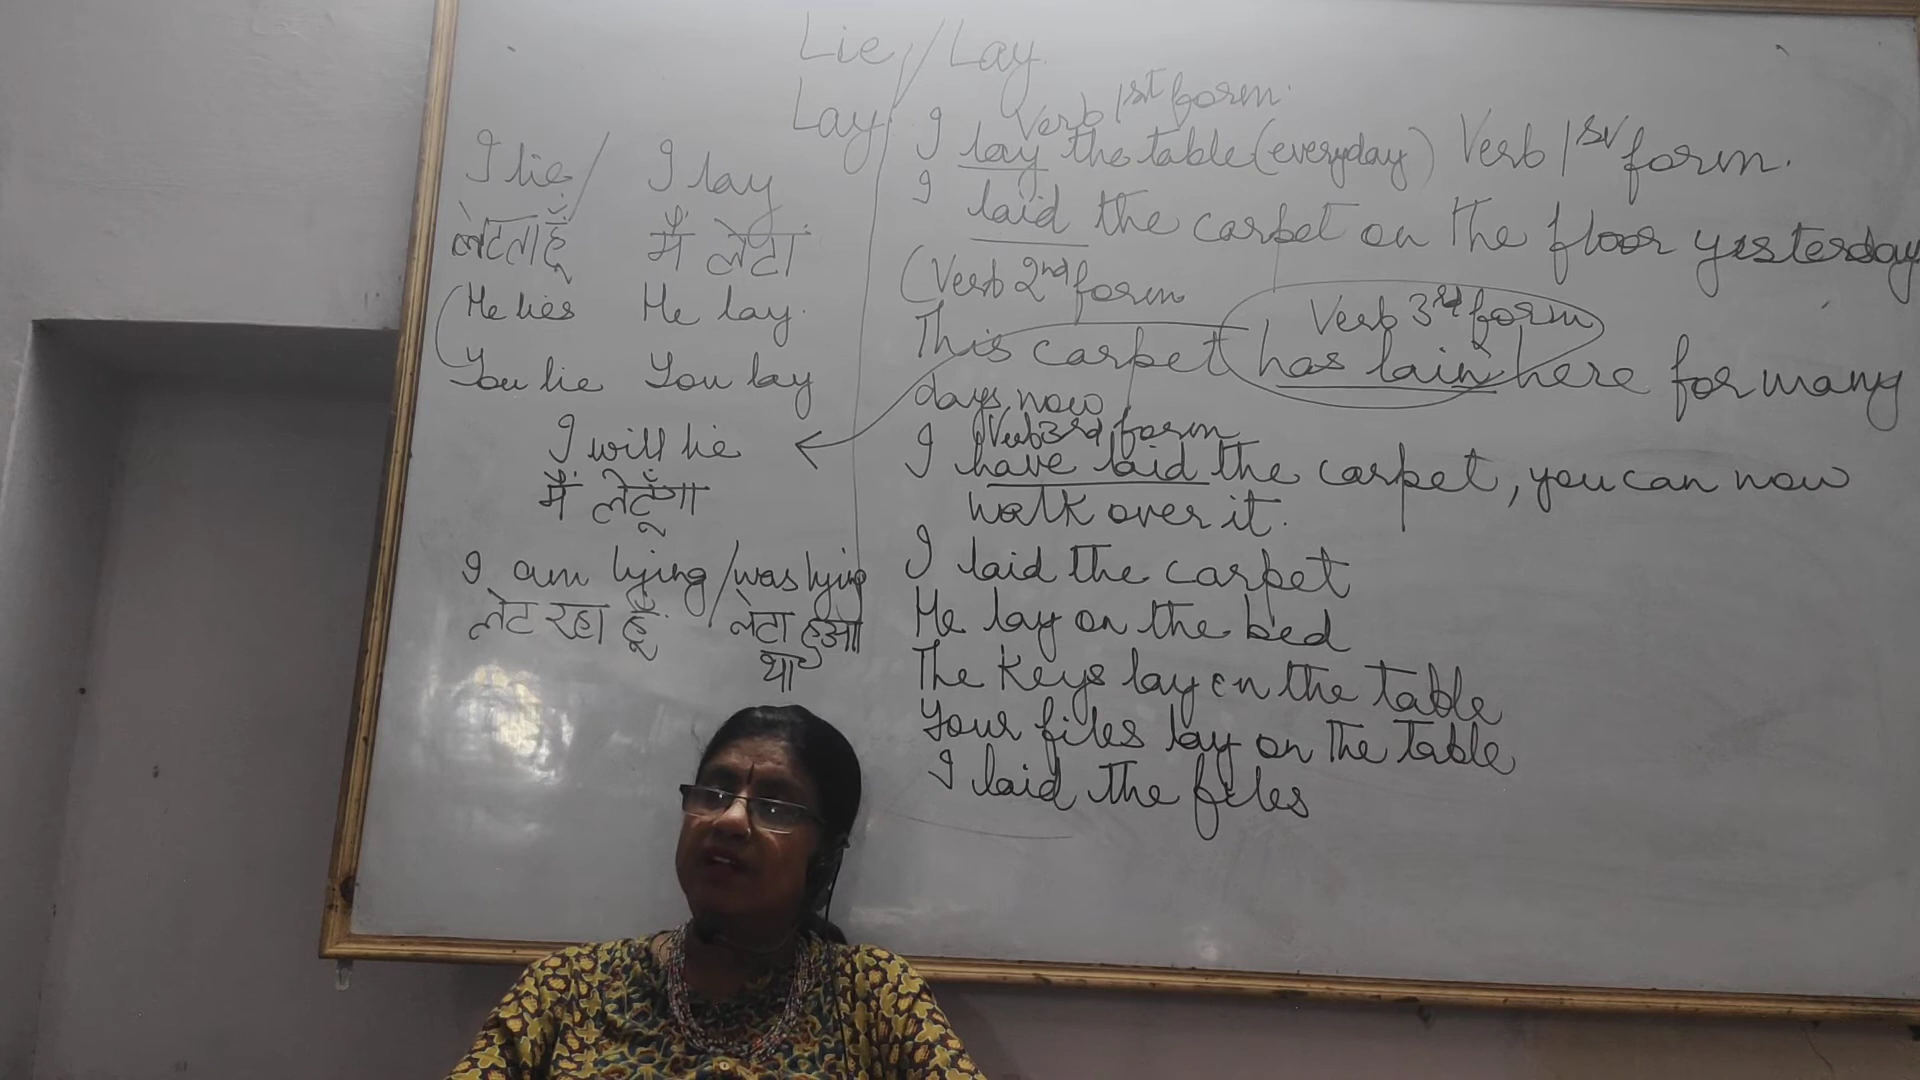 Lie / Lay
I lie / I lay
लेटता हूँ मैं लेटा
He lies He lay.
You lie You lay
I will lie
मैं लेटूँगा
I am lying / was lying
लेट रहा हूँ / लेटा हुआ
था
Verb 1st form.
Lay I lay the table (everyday) Verb 1st form.
I laid the carpet on the floor yesterday
(Verb 2nd form
Verb 3rd form
This carpet has lain here for many
days now
Verb 3rd form
I have laid the carpet, you can now
walk over it.
I laid the carpet
He lay on the bed
The keys lay on the table
Your files lay on the table
I laid the files